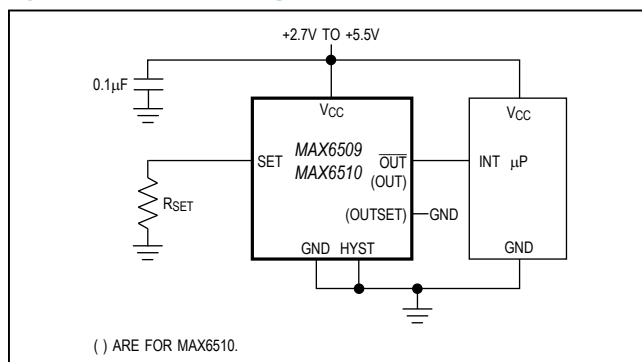 +2.7V TO +5.5V
0.1µF
VCC
VCC
SET
MAX6509
MAX6510
OUT
(OUT)
INT µP
RSET
(OUTSET)
GND
GND HYST
GND
( ) ARE FOR MAX6510.